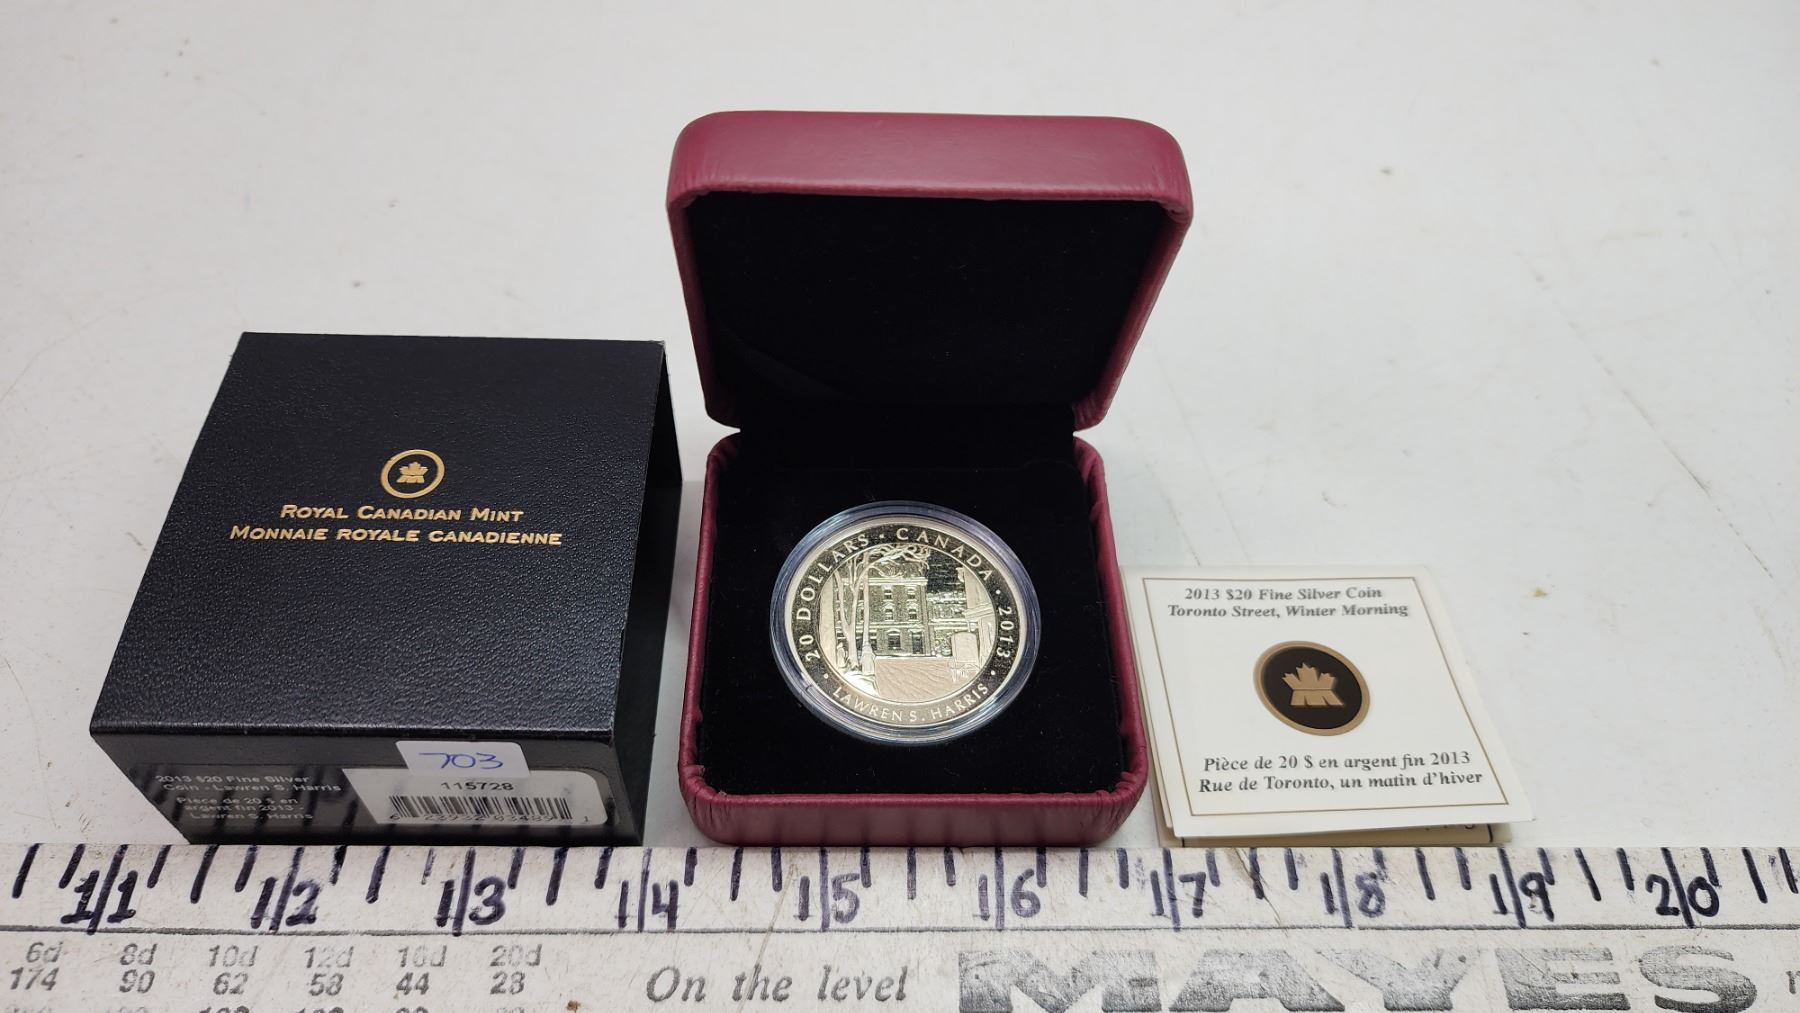 ROYAL CANADIAN MINT
MONNAIE ROYALE CANADIENNE
703
2013 $20 Fine Silver
Coin - Lawren S. Harris
Pièce de 20 $ en
argent fin 2013 -
Lawren S. Harris
115728
20 DOLLARS • CANADA • 2013 •
LAWREN S. HARRIS
2013 $20 Fine Silver Coin
Toronto Street, Winter Morning
Pièce de 20 $ en argent fin 2013
Rue de Toronto, un matin d'hiver
11 12 13 14 15 16 17 18 19 20
6d 8d 10d 12d 16d 20d
174 90 62 58 44 28
On the level MAYES